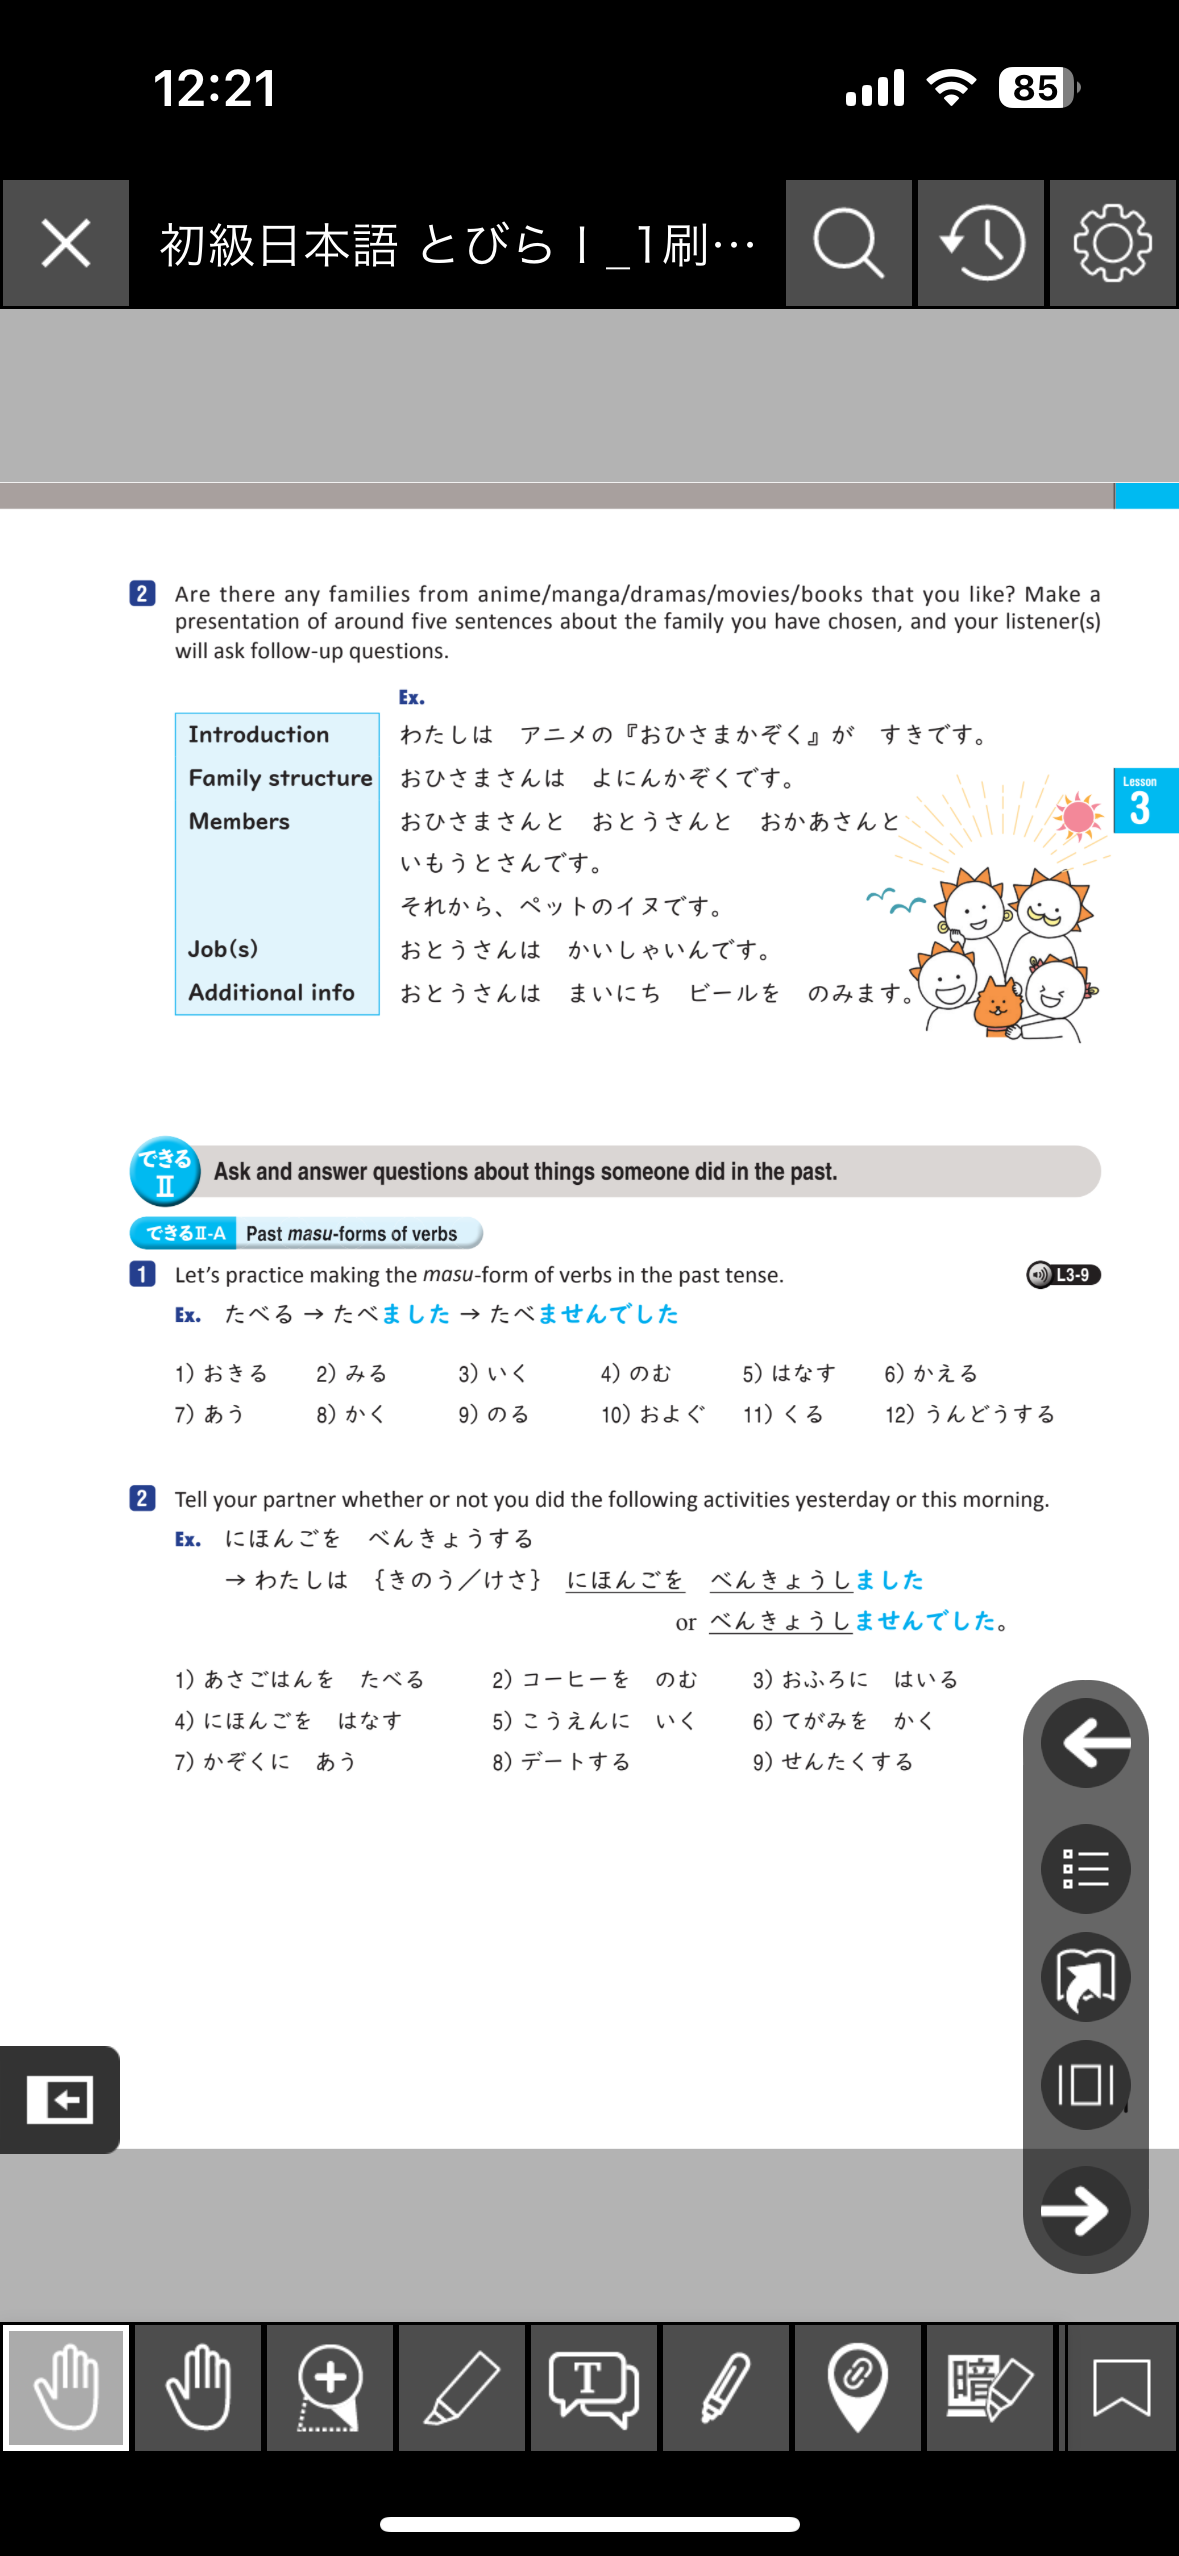 12:21
85
初級日本語 とびらⅠ_1刷…
2 Are there any families from anime/manga/dramas/movies/books that you like? Make a
presentation of around five sentences about the family you have chosen, and your listener(s)
will ask follow-up questions.
Ex.
Introduction わたしは アニメの『おひさまかぞく』が すきです。
Family structure おひさまさんは よにんかぞくです。
Members おひさまさんと おとうさんと おかあさんと
いもうとさんです。
それから、ペットのイヌです。
Job(s) おとうさんは かいしゃいんです。
Additional info おとうさんは まいにち ビールを のみます。
Lesson
3
できる
Ⅱ
Ask and answer questions about things someone did in the past.
できるⅡ-A Past masu-forms of verbs
1 Let's practice making the masu-form of verbs in the past tense. L3-9
Ex. たべる → たべました → たべませんでした
1) おきる 2) みる 3) いく 4) のむ 5) はなす 6) かえる
7) あう 8) かく 9) のる 10) およぐ 11) くる 12) うんどうする
2 Tell your partner whether or not you did the following activities yesterday or this morning.
Ex. にほんごを べんきょうする
→ わたしは {きのう／けさ} にほんごを べんきょうしました
or べんきょうしませんでした。
1) あさごはんを たべる 2) コーヒーを のむ 3) おふろに はいる
4) にほんごを はなす 5) こうえんに いく 6) てがみを かく
7) かぞくに あう 8) デートする 9) せんたくする
T
暗